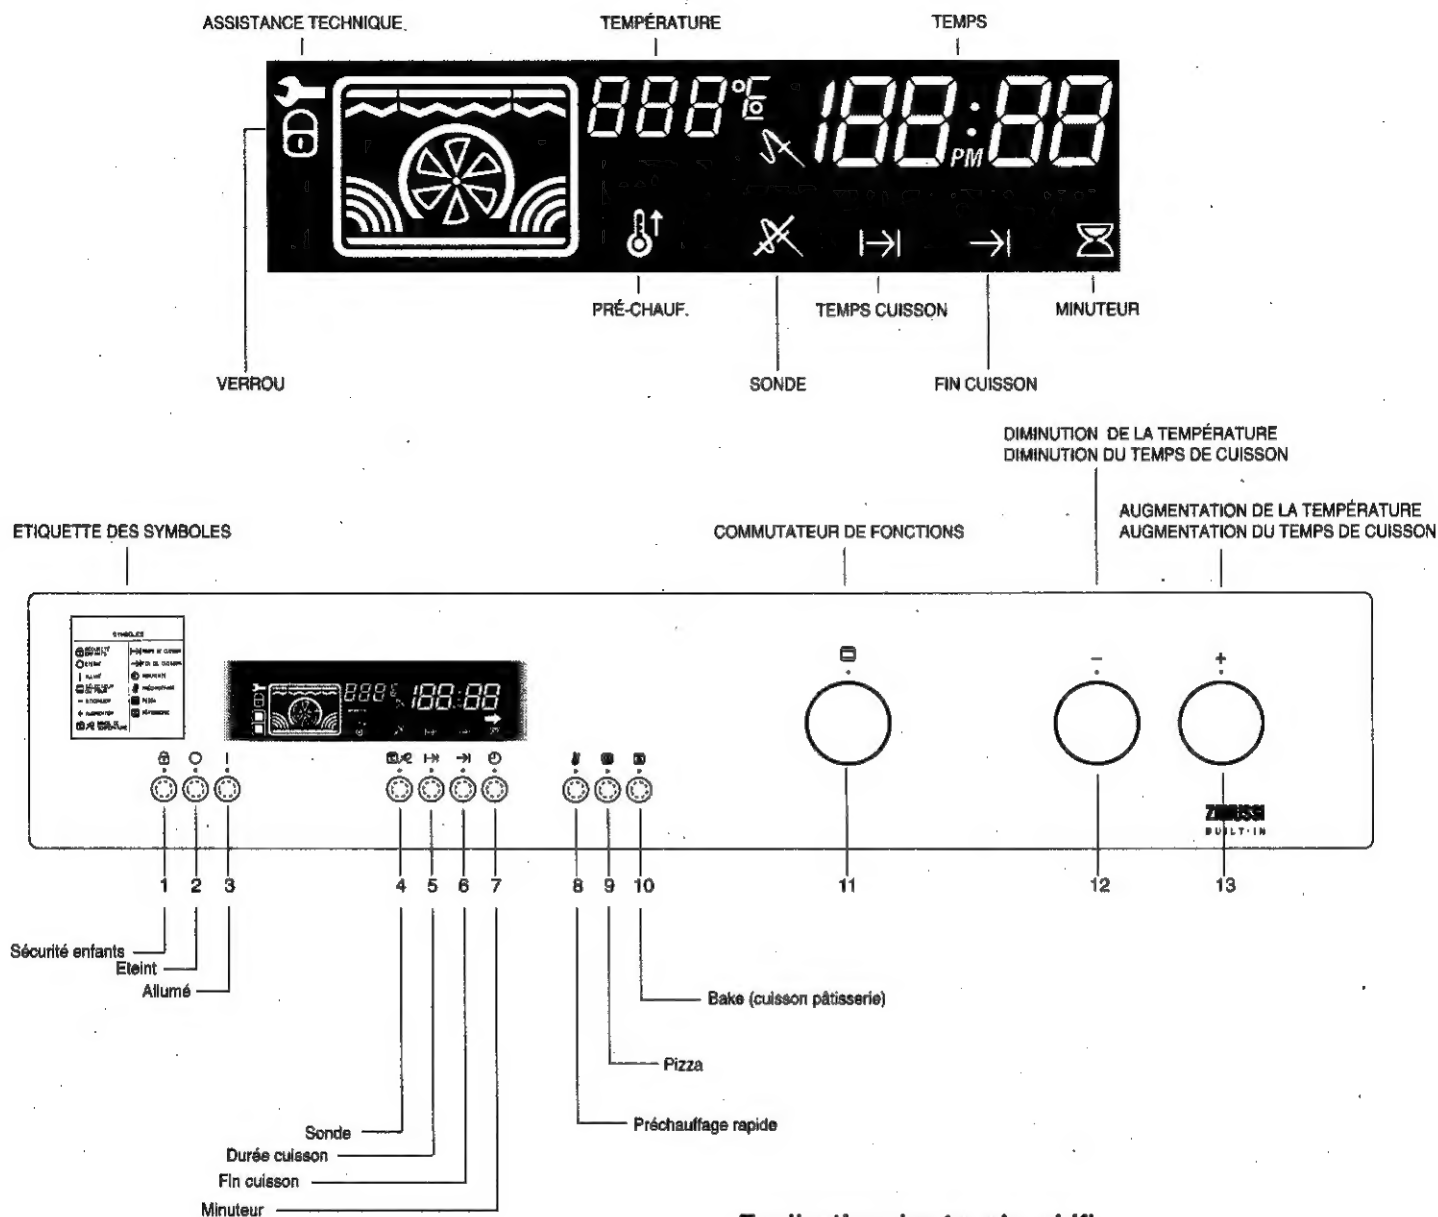 ASSISTANCE TECHNIQUE
TEMPÉRATURE
TEMPS
188:88
888°E
PM
PRÉ-CHAUF.
TEMPS CUISSON
MINUTEUR
VERROU
SONDE
FIN CUISSON
DIMINUTION DE LA TEMPÉRATURE
DIMINUTION DU TEMPS DE CUISSON
AUGMENTATION DE LA TEMPÉRATURE
AUGMENTATION DU TEMPS DE CUISSON
ETIQUETTE DES SYMBOLES
COMMUTATEUR DE FONCTIONS
SYMBOLES
888
188:88
ZANUSSI
BUILT-IN
1 2 3 4 5 6 7 8 9 10 11 12 13
Sécurité enfants
Eteint
Allumé
Bake (cuisson pâtisserie)
Pizza
Préchauffage rapide
Sonde
Durée cuisson
Fin cuisson
Minuteur